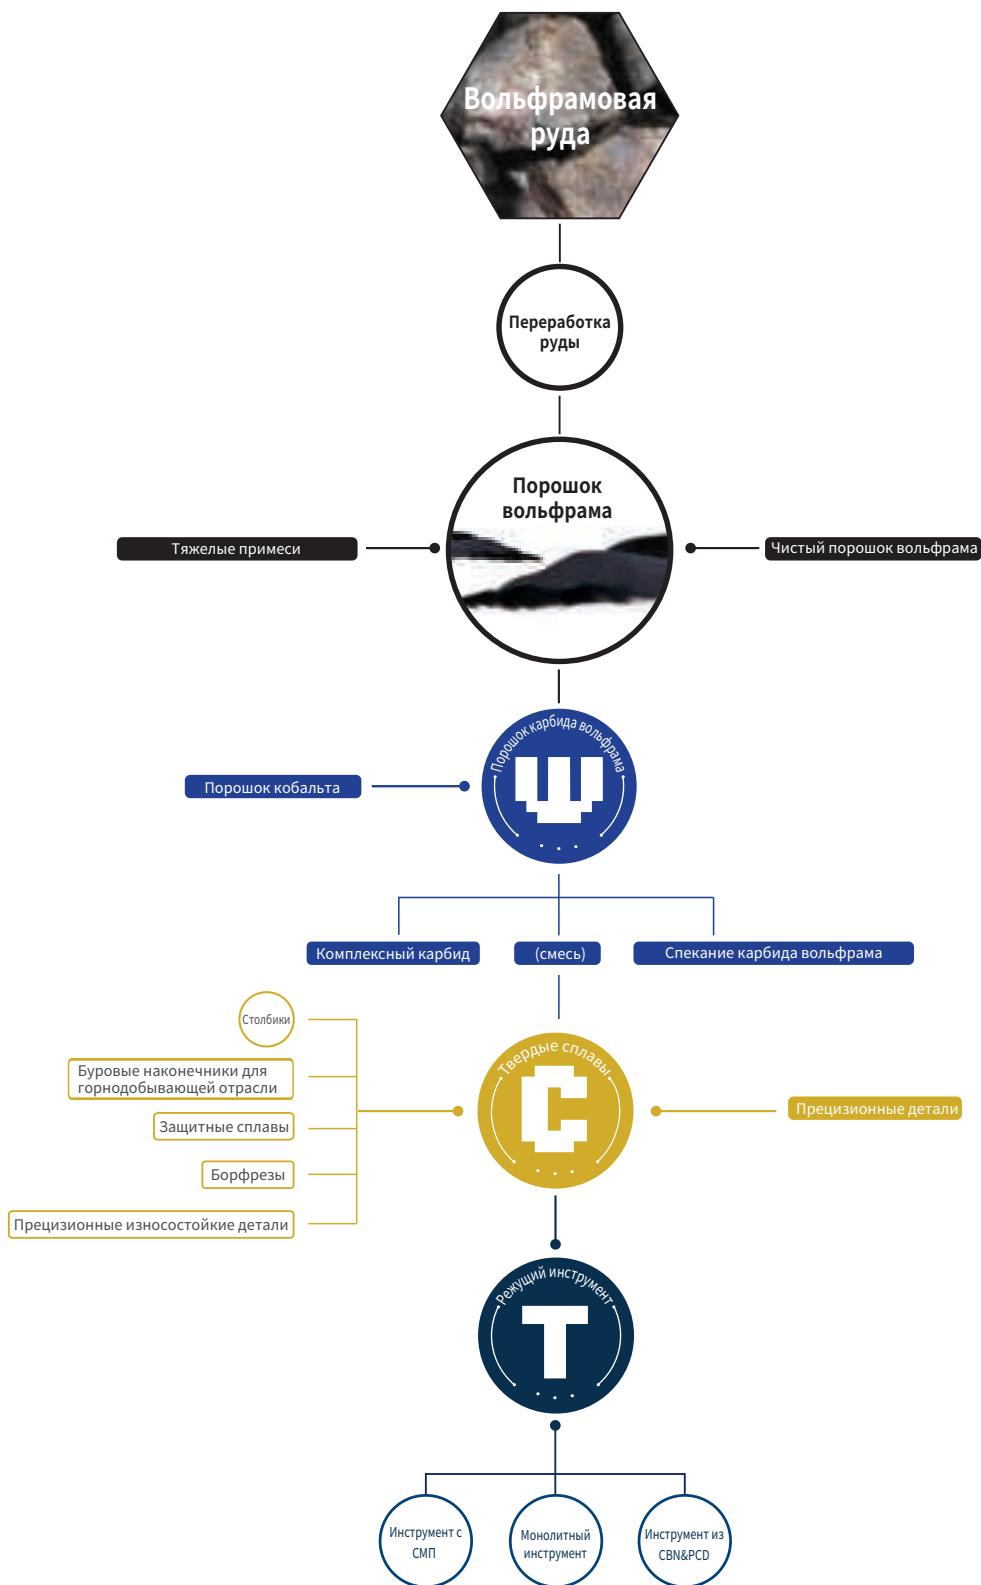 Вольфрамовая
руда
Переработка
руды
Порошок
вольфрама
Тяжелые примеси
Чистый порошок вольфрама
Порошок карбида вольфрама
W
Порошок кобальта
Комплексный карбид
(смесь)
Спекание карбида вольфрама
Столбики
Буровые наконечники для
горнодобывающей отрасли
Защитные сплавы
Борфрезы
Прецизионные износостойкие детали
Твердые сплавы
C
Прецизионные детали
Режущий инструмент
T
Инструмент с
СМП
Монолитный
инструмент
Инструмент из
CBN&PCD